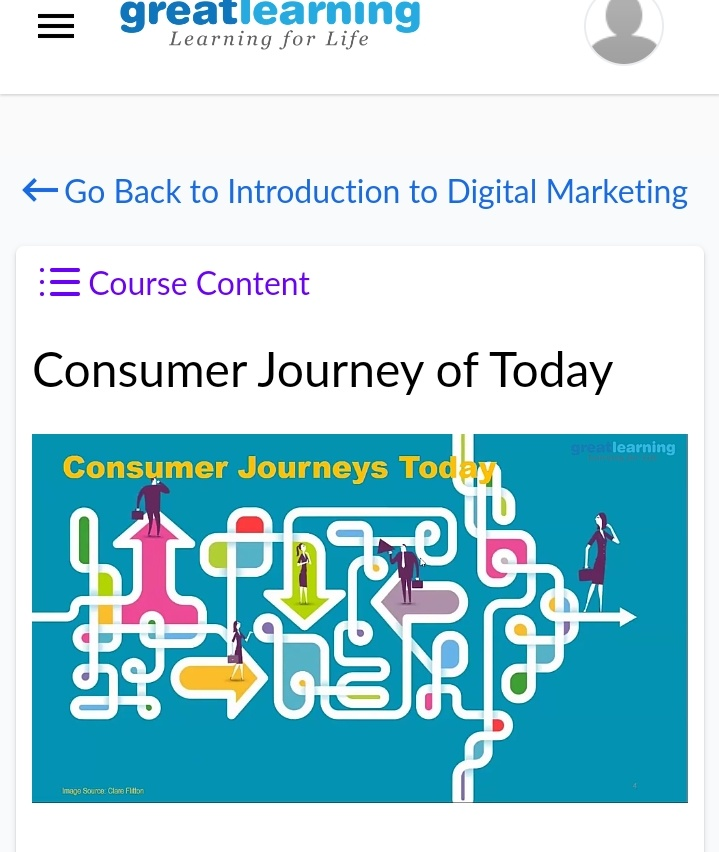 greatlearning
Learning for Life
Go Back to Introduction to Digital Marketing
Course Content
Consumer Journey of Today
greatlearning
Consumer Journeys Today
Image Source: Clare Flitton